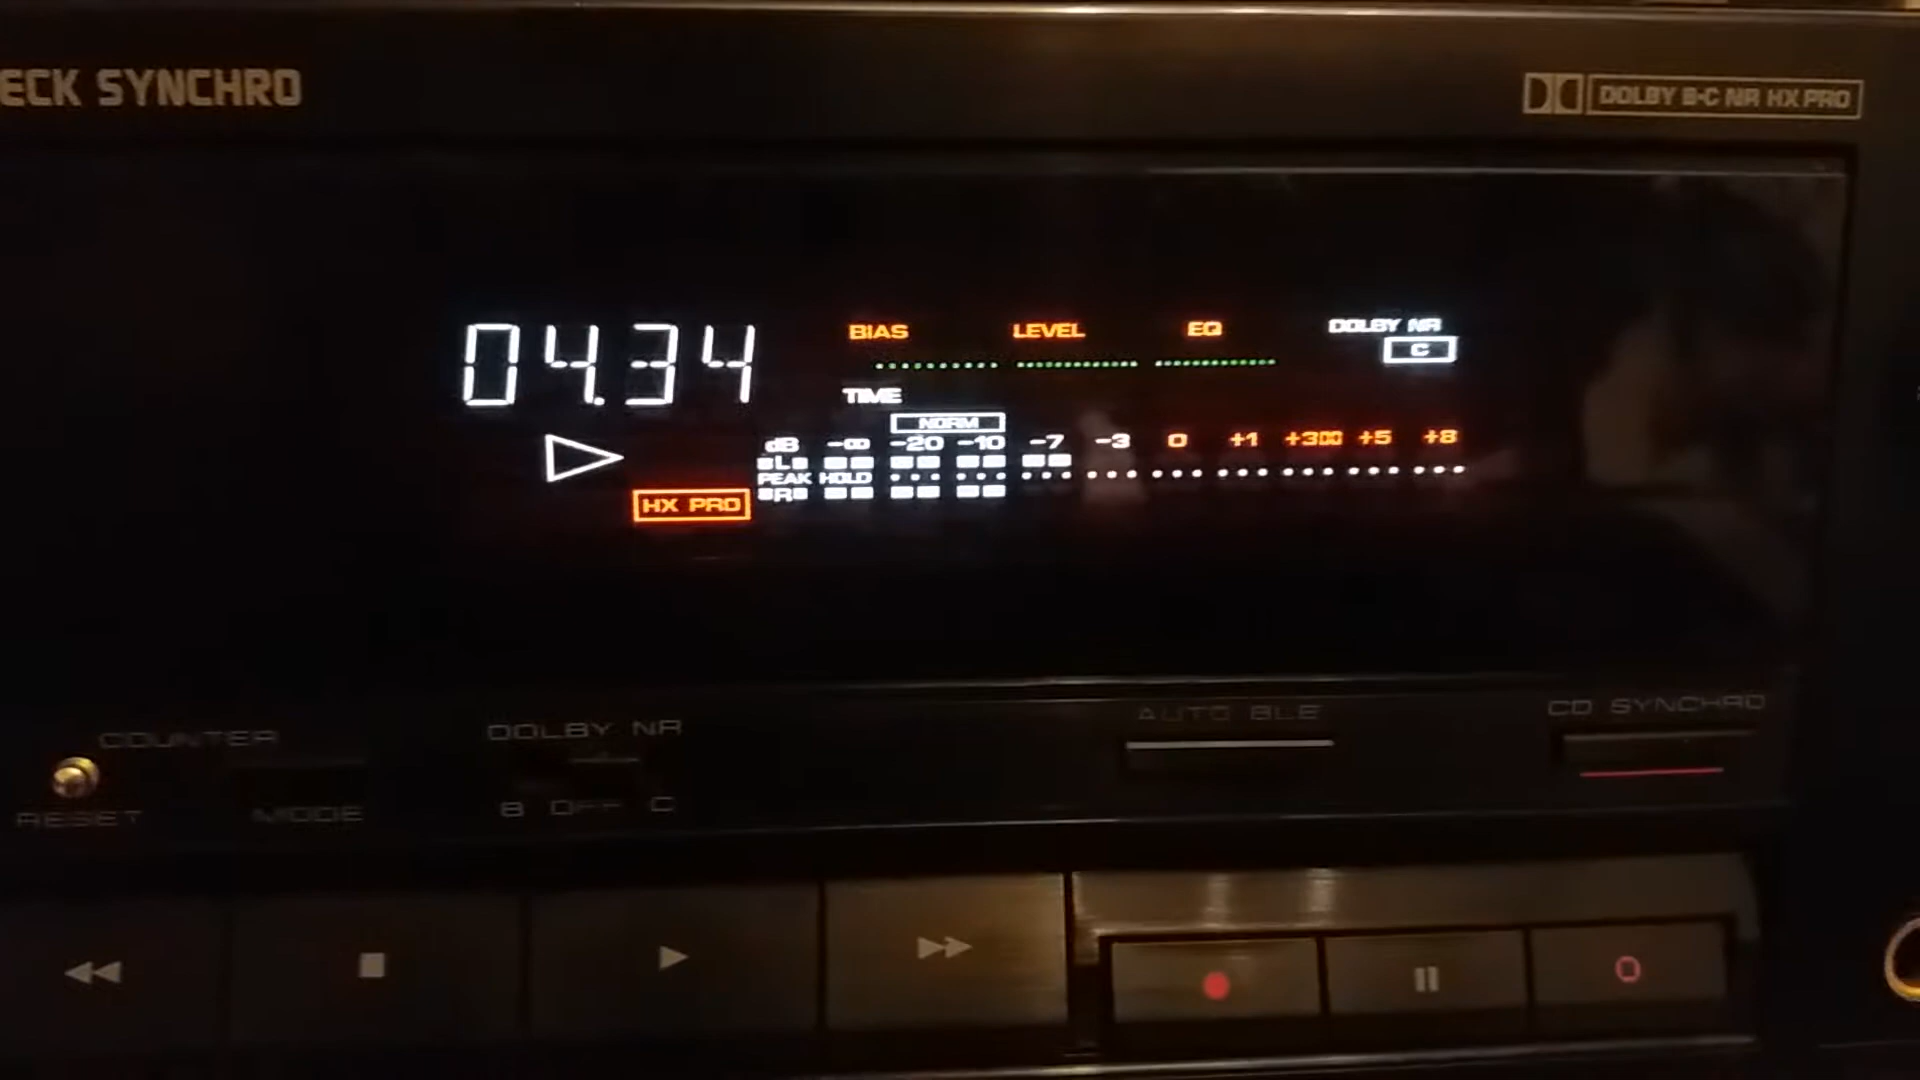 ECK SYNCHRO
DOLBY B-C NR HX PRO
04.34
BIAS LEVEL EQ DOLBY NR
C
TIME
NORM
dB -∞ -20 -10 -7 -3 0 +1 +3 +5 +8
L
PEAK HOLD
R
HX PRO
COUNTER
RESET
MODE
DOLBY NR
B OFF C
AUTO BLE
CD SYNCHRO